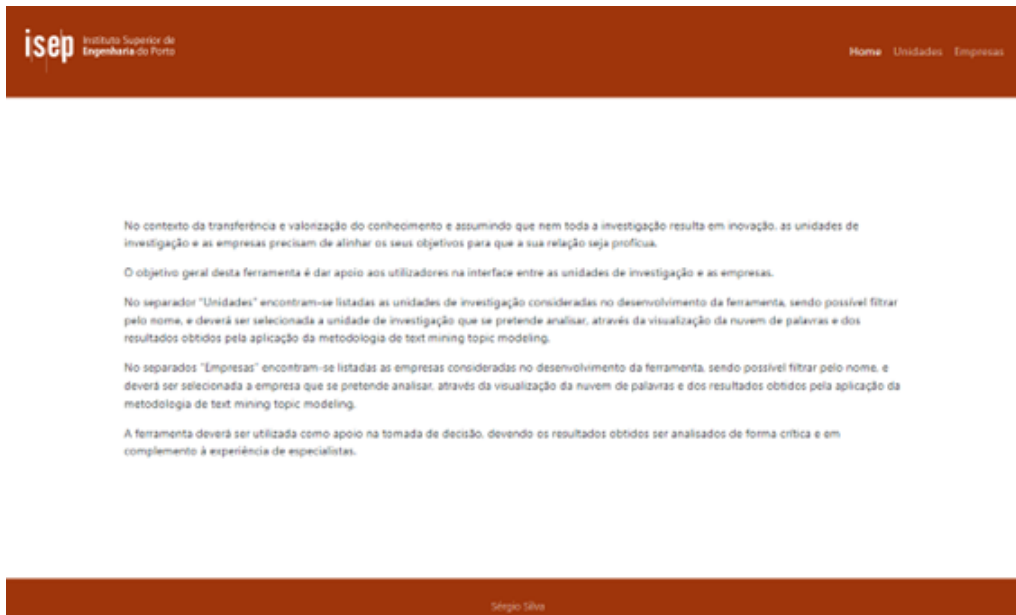 isep Instituto Superior de
Engenharia do Porto
Home Unidades Empresas
No contexto da transferência e valorização do conhecimento e assumindo que nem toda a investigação resulta em inovação, as unidades de
investigação e as empresas precisam de alinhar os seus objetivos para que a sua relação seja profícua.
O objetivo geral desta ferramenta é dar apoio aos utilizadores na interface entre as unidades de investigação e as empresas.
No separador "Unidades" encontram-se listadas as unidades de investigação consideradas no desenvolvimento da ferramenta, sendo possível filtrar
pelo nome, e deverá ser selecionada a unidade de investigação que se pretende analisar, através da visualização da nuvem de palavras e dos
resultados obtidos pela aplicação da metodologia de text mining topic modeling.
No separados "Empresas" encontram-se listadas as empresas consideradas no desenvolvimento da ferramenta, sendo possível filtrar pelo nome, e
deverá ser selecionada a empresa que se pretende analisar, através da visualização da nuvem de palavras e dos resultados obtidos pela aplicação da
metodologia de text mining topic modeling.
A ferramenta deverá ser utilizada como apoio na tomada de decisão, devendo os resultados obtidos ser analisados de forma crítica e em
complemento à experiência de especialistas.
Sérgio Silva